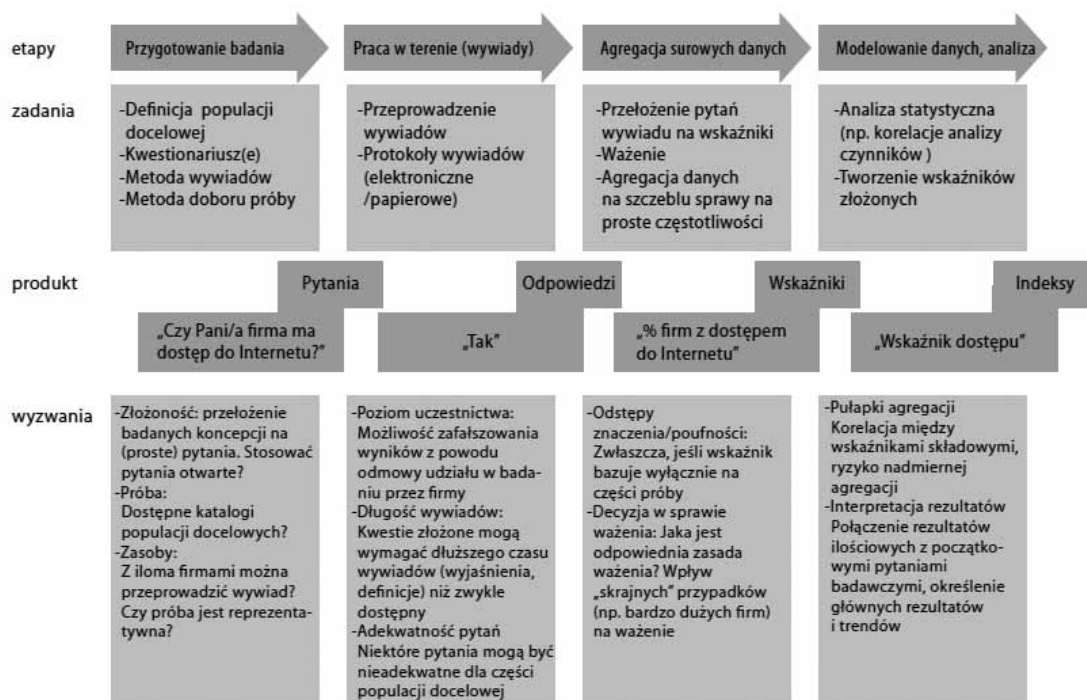 etapy
Przygotowanie badania
Praca w terenie (wywiady)
Agregacja surowych danych
Modelowanie danych, analiza
zadania
-Definicja populacji
docelowej
-Kwestionariusz(e)
-Metoda wywiadów
-Metoda doboru próby
-Przeprowadzenie
wywiadów
-Protokoły wywiadów
(elektroniczne
/papierowe)
-Przełożenie pytań
wywiadu na wskaźniki
-Ważenie
-Agregacja danych
na szczeblu sprawy na
proste częstotliwości
-Analiza statystyczna
(np. korelacje analizy
czynników )
-Tworzenie wskaźników
złożonych
produkt
Pytania
„Czy Pani/a firma ma
dostęp do Internetu?"
Odpowiedzi
„Tak"
Wskaźniki
„% firm z dostępem
do Internetu"
Indeksy
„Wskaźnik dostępu"
wyzwania
-Złożoność: przełożenie
badanych koncepcji na
(proste) pytania. Stosować
pytania otwarte?
-Próba:
Dostępne katalogi
populacji docelowych?
-Zasoby:
Z iloma firmami można
przeprowadzić wywiad?
Czy próba jest reprezenta-
tywna?
-Poziom uczestnictwa:
Możliwość zafałszowania
wyników z powodu
odmowy udziału w bada-
niu przez firmy
-Długość wywiadów:
Kwestie złożone mogą
wymagać dłuższego czasu
wywiadów (wyjaśnienia,
definicje) niż zwykle
dostępny
-Adekwatność pytań
Niektóre pytania mogą być
nieadekwatne dla części
populacji docelowej
-Odstępy
znaczenia/poufności:
Zwłaszcza, jeśli wskaźnik
bazuje wyłącznie na
części próby
-Decyzja w sprawie
ważenia: Jaka jest
odpowiednia zasada
ważenia? Wpływ
„skrajnych" przypadków
(np. bardzo dużych firm)
na ważenie
-Pułapki agregacji
Korelacja między
wskaźnikami składowymi,
ryzyko nadmiernej
agregacji
-Interpretacja rezultatów
Połączenie rezultatów
ilościowych z początko-
wymi pytaniami
badawczymi, określenie
głównych rezultatów
i trendów